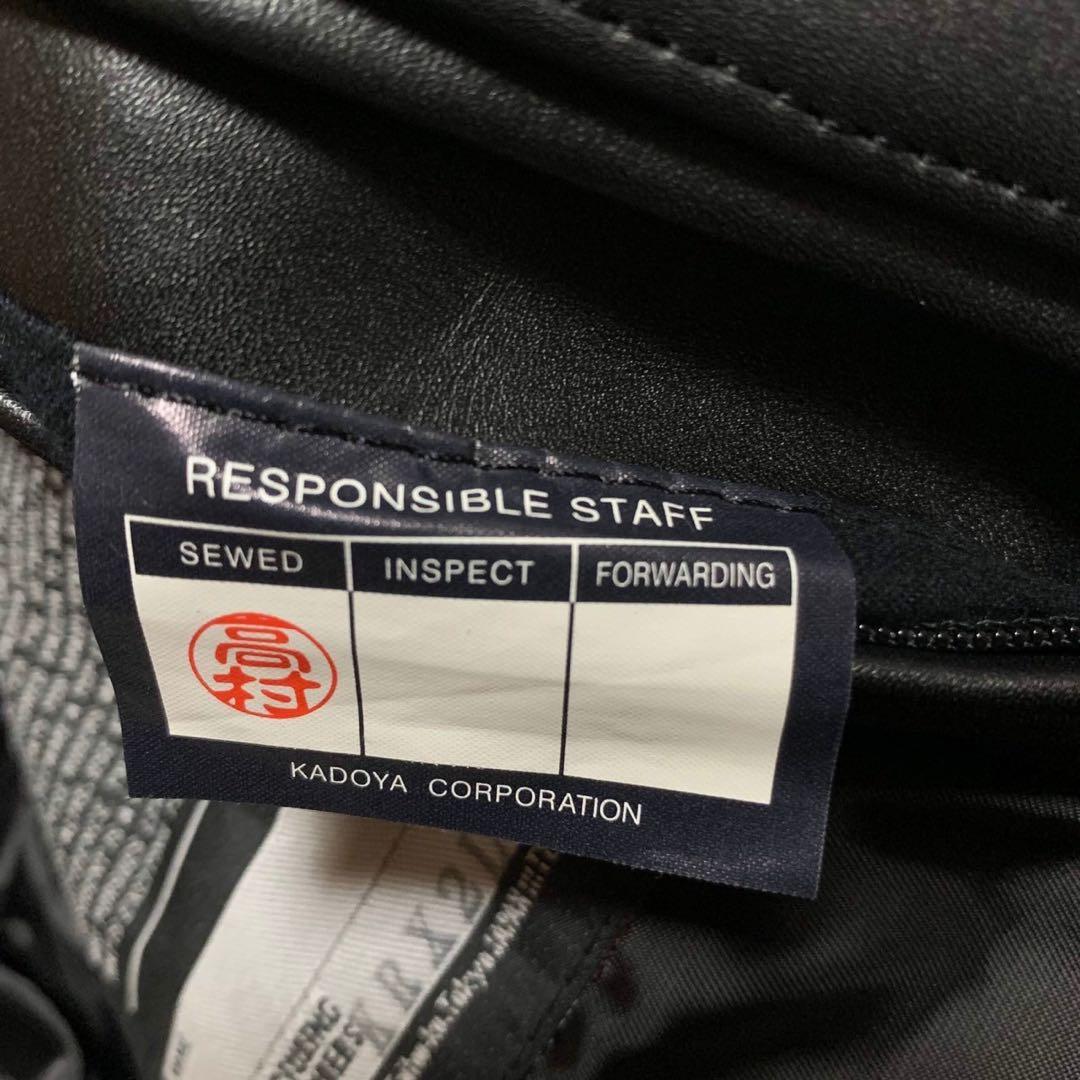 RESPONSIBLE STAFF
SEWED INSPECT FORWARDING
高村
KADOYA CORPORATION